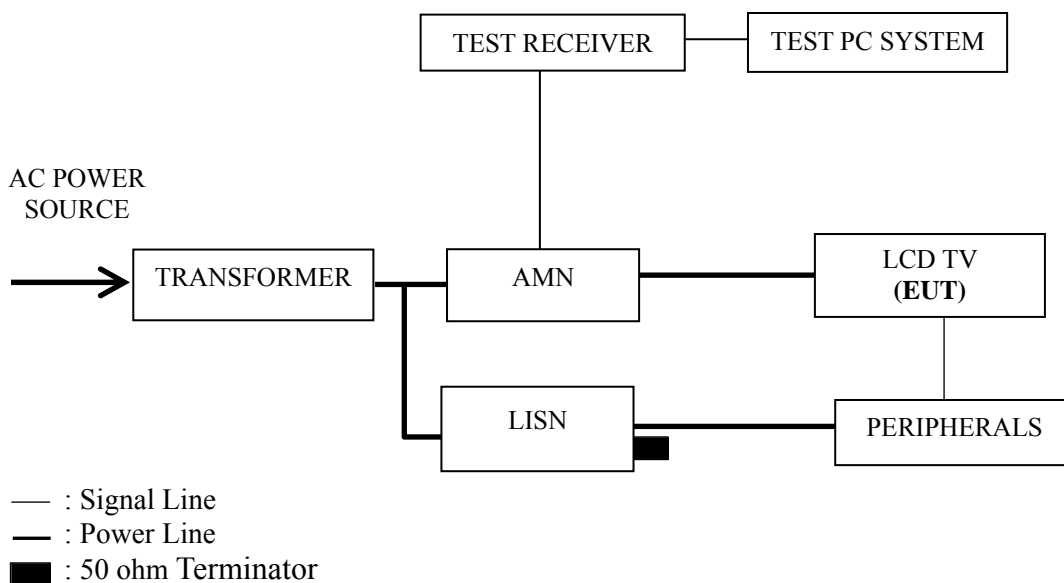 TEST RECEIVER
TEST PC SYSTEM
AC POWER
SOURCE
TRANSFORMER
AMN
LCD TV
(EUT)
LISN
PERIPHERALS
: Signal Line
: Power Line
: 50 ohm Terminator